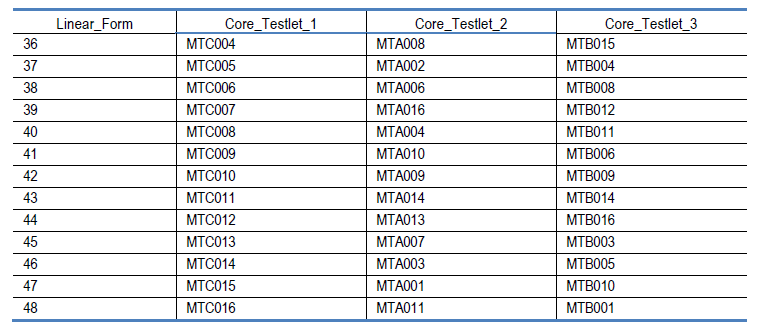 Linear_Form Core_Testlet_1 Core_Testlet_2 Core_Testlet_3
36 MTC004 MTA008 MTB015
37 MTC005 MTA002 MTB004
38 MTC006 MTA006 MTB008
39 MTC007 MTA016 MTB012
40 MTC008 MTA004 MTB011
41 MTC009 MTA010 MTB006
42 MTC010 MTA009 MTB009
43 MTC011 MTA014 MTB014
44 MTC012 MTA013 MTB016
45 MTC013 MTA007 MTB003
46 MTC014 MTA003 MTB005
47 MTC015 MTA001 MTB010
48 MTC016 MTA011 MTB001